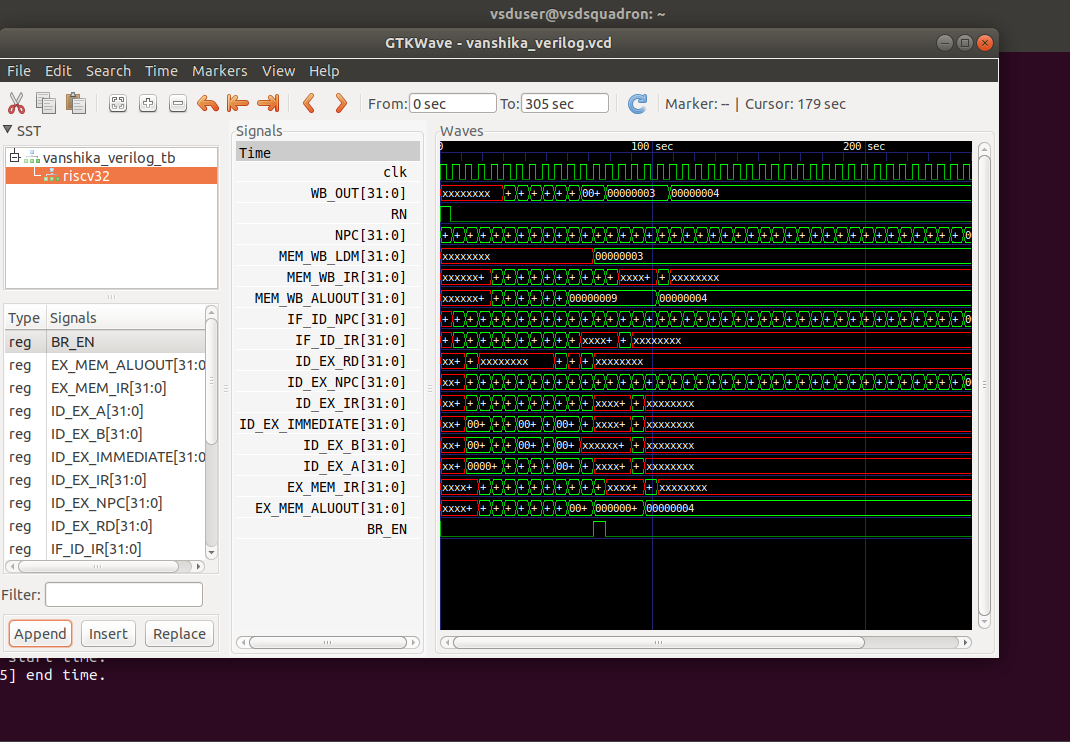 vsduser@vsdsquadron: ~
GTKWave - vanshika_verilog.vcd
File Edit Search Time Markers View Help
From: 0 sec To: 305 sec Marker: -- | Cursor: 179 sec
SST
vanshika_verilog_tb
riscv32
Type Signals
reg BR_EN
reg EX_MEM_ALUOUT[31:0
reg EX_MEM_IR[31:0]
reg ID_EX_A[31:0]
reg ID_EX_B[31:0]
reg ID_EX_IMMEDIATE[31:0
reg ID_EX_IR[31:0]
reg ID_EX_NPC[31:0]
reg ID_EX_RD[31:0]
reg IF_ID_IR[31:0]
Filter:
Append Insert Replace
Signals
Time
clk
WB_OUT[31:0]
RN
NPC[31:0]
MEM_WB_LDM[31:0]
MEM_WB_IR[31:0]
MEM_WB_ALUOUT[31:0]
IF_ID_NPC[31:0]
IF_ID_IR[31:0]
ID_EX_RD[31:0]
ID_EX_NPC[31:0]
ID_EX_IR[31:0]
ID_EX_IMMEDIATE[31:0]
ID_EX_B[31:0]
ID_EX_A[31:0]
EX_MEM_IR[31:0]
EX_MEM_ALUOUT[31:0]
BR_EN
Waves
0 100 sec 200 sec
xxxxxxxx + + + + + + 00+ 00000003 00000004
+ + + + + + + + + + + + + + + + + + + + + + + + + + + + + + + + + + + + + + + + + 0
xxxxxxxx 00000003
xxxxxx+ + + + + + + + + + + xxxx+ + xxxxxxxx
xxxxxx+ + + + + + + 00000009 00000004
+ + + + + + + + + + + + + + + + + + + + + + + + + + + + + + + + + + + + + + + + + 0
+ + + + + + + + + + + xxxx+ + xxxxxxxx
xx+ + xxxxxxxx + + + xxxxxxxx
xx+ + + + + + + + + + + + + + + + + + + + + + + + + + + + + + + + + + + + + + + 0
xx+ + + + + + + + + + + xxxx+ + xxxxxxxx
xx+ 00+ + + 00+ + 00+ + xxxx+ + xxxxxxxx
xx+ 00+ + + 00+ + 00+ xxxxxx+ + xxxxxxxx
xx+ 0000+ + + + + 00+ + xxxx+ + xxxxxxxx
xxxx+ + + + + + + + + + + xxxx+ + xxxxxxxx
xxxx+ + + + + + + + 00+ 000000+ 00000004
5] end time.